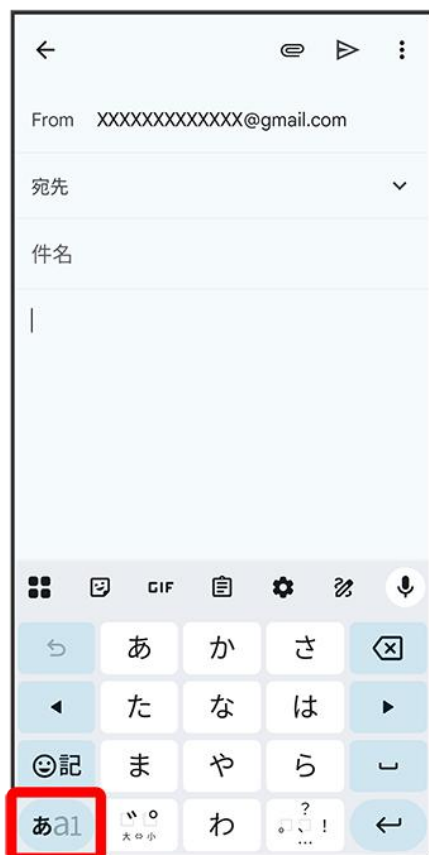 From XXXXXXXXXXXXX@gmail.com
宛先
件名
GIF
あ か さ
た な は
☺記 ま や ら
あa1 ゛゜ 大⇔小 わ 。、?!…